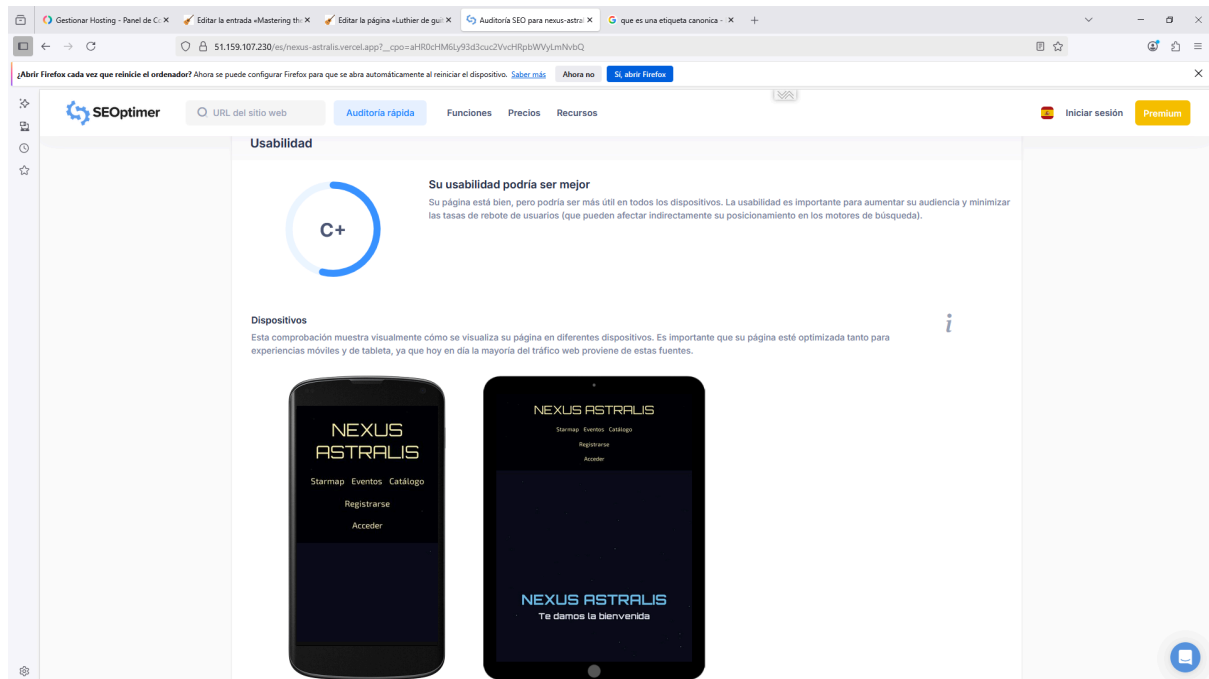 Gestionar Hosting - Panel de Co
Editar la entrada «Mastering the
Editar la página «Luthier de guit
Auditoría SEO para nexus-astral
que es una etiqueta canonica -
51.159.107.230/es/nexus-astralis.vercel.app?__cpo=aHR0cHM6Ly93d3cuc2VvcHRpbWVyLmNvbQ
¿Abrir Firefox cada vez que reinicie el ordenador? Ahora se puede configurar Firefox para que se abra automáticamente al reiniciar el dispositivo. Saber más Ahora no Sí, abrir Firefox
SEOptimer
URL del sitio web
Auditoría rápida
Funciones
Precios
Recursos
Iniciar sesión
Premium
Usabilidad
C+
Su usabilidad podría ser mejor
Su página está bien, pero podría ser más útil en todos los dispositivos. La usabilidad es importante para aumentar su audiencia y minimizar
las tasas de rebote de usuarios (que pueden afectar indirectamente su posicionamiento en los motores de búsqueda).
Dispositivos
Esta comprobación muestra visualmente cómo se visualiza su página en diferentes dispositivos. Es importante que su página esté optimizada tanto para
experiencias móviles y de tableta, ya que hoy en día la mayoría del tráfico web proviene de estas fuentes.
i
NEXUS
ASTRALIS
Starmap Eventos Catálogo
Registrarse
Acceder
NEXUS ASTRALIS
Starmap Eventos Catálogo
Registrarse
Acceder
NEXUS ASTRALIS
Te damos la bienvenida